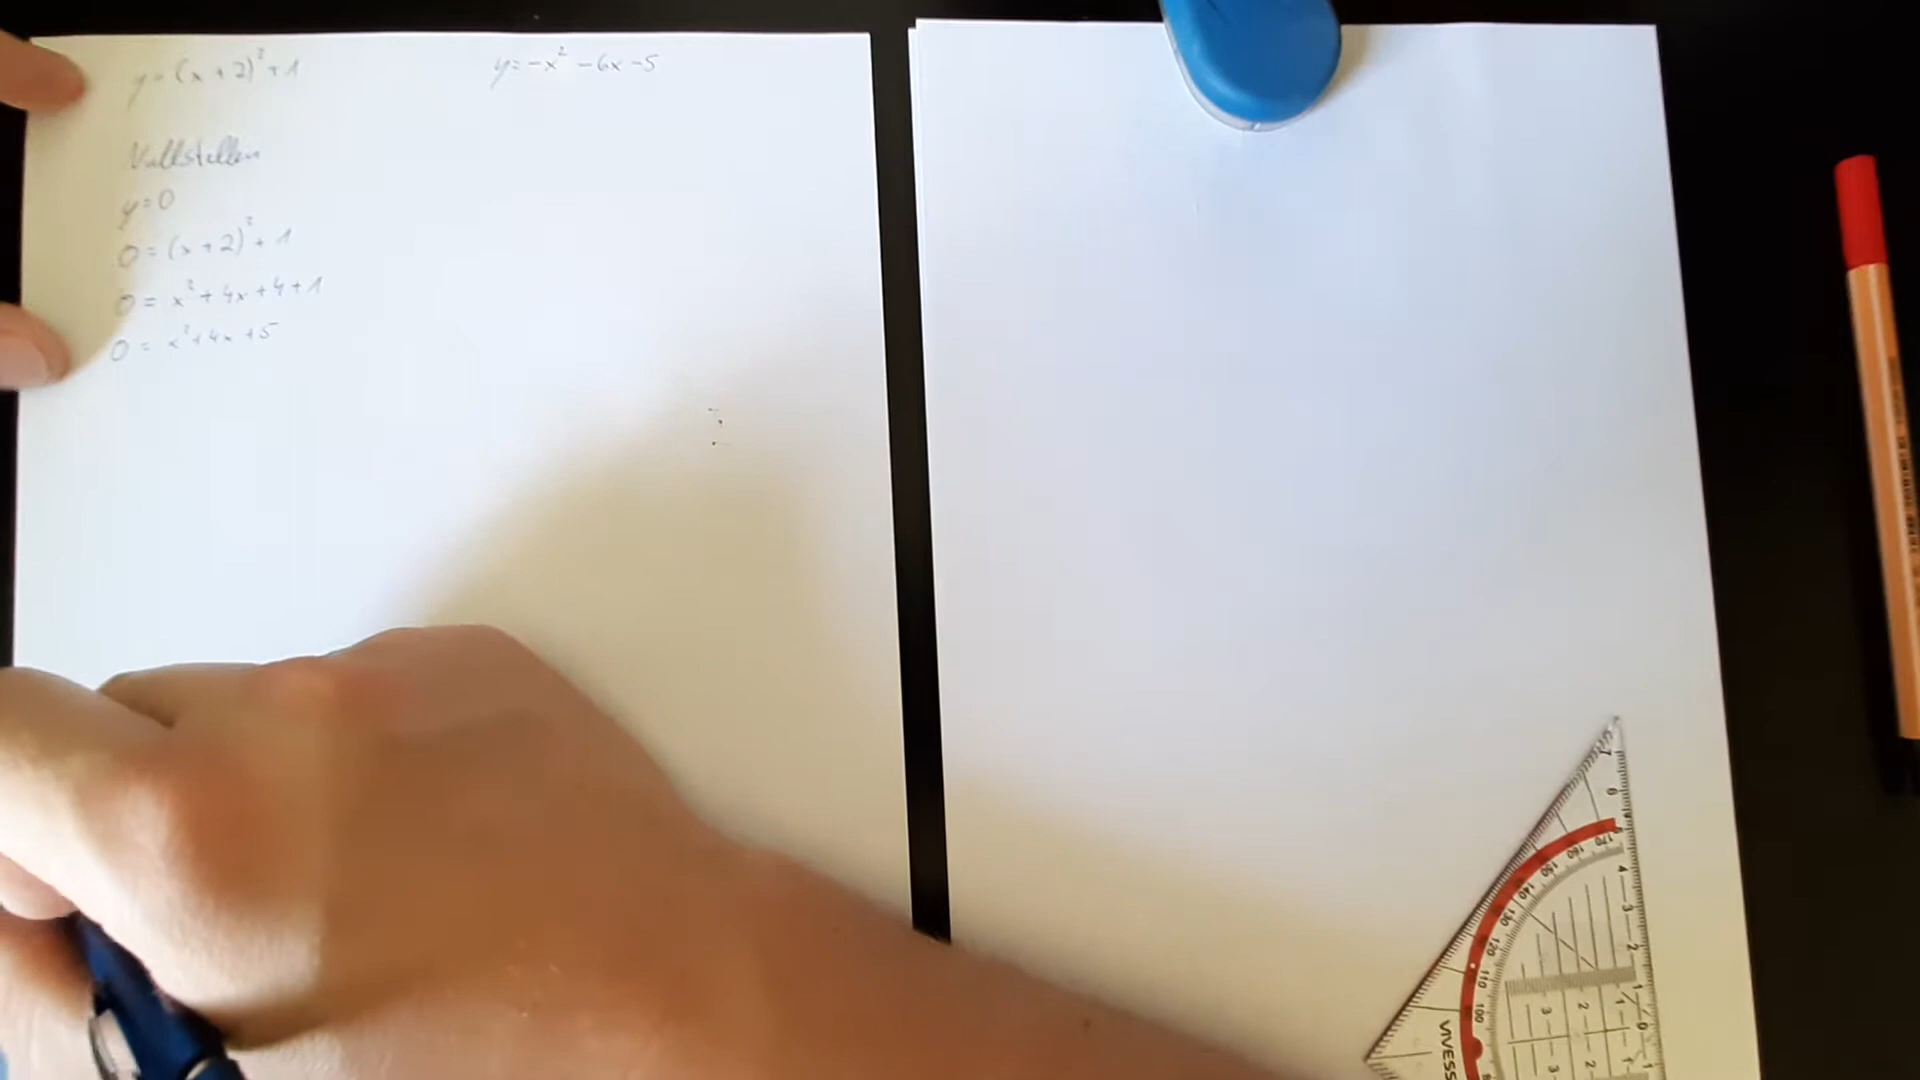 y = (x + 2)² + 1
y = -x² - 6x - 5
Nullstellen
y = 0
0 = (x + 2)² + 1
0 = x² + 4x + 4 + 1
0 = x² + 4x + 5